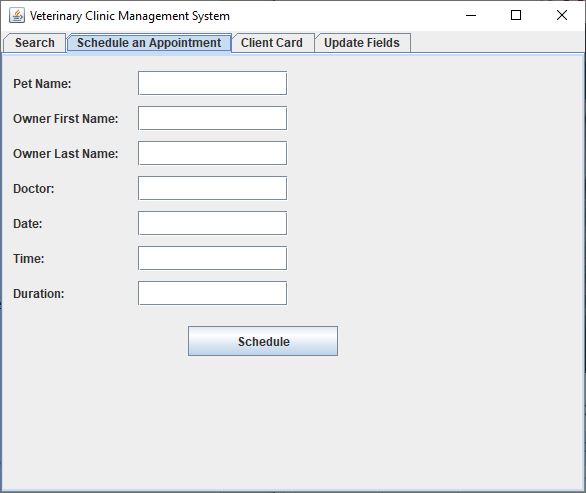 Veterinary Clinic Management System
Search Schedule an Appointment Client Card Update Fields
Pet Name:
Owner First Name:
Owner Last Name:
Doctor:
Date:
Time:
Duration:
Schedule